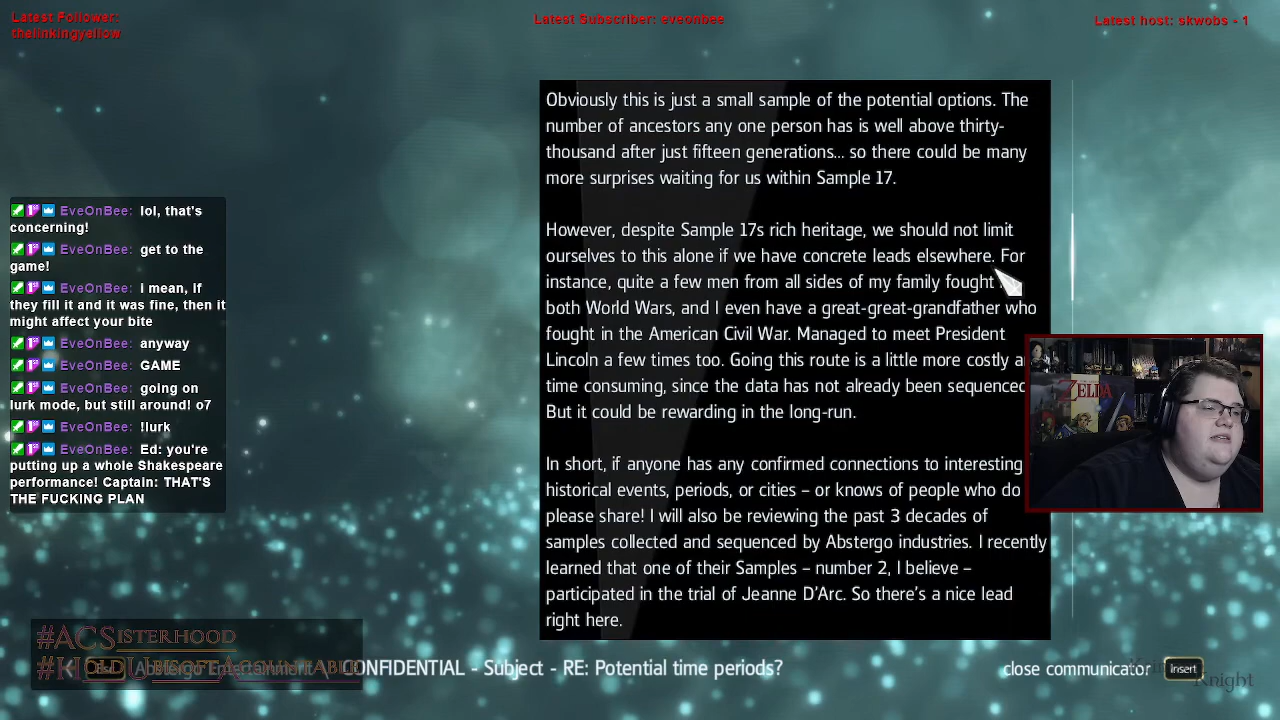 Latest Follower:
thelinkingyellow
Latest Subscriber: eveonbee
Latest host: skwobs - 1
EveOnBee: lol, that's
concerning!
EveOnBee: get to the
game!
EveOnBee: I mean, If
they fill it and it was fine, then it
might affect your bite
EveOnBee: anyway
EveOnBee: GAME
EveOnBee: going on
lurk mode, but still around! o7
EveOnBee: !lurk
EveOnBee: Ed: you're
putting up a whole Shakespeare
performance! Captain: THAT'S
THE FUCKING PLAN
Obviously this is just a small sample of the potential options. The
number of ancestors any one person has is well above thirty-
thousand after just fifteen generations... so there could be many
more surprises waiting for us within Sample 17.
However, despite Sample 17s rich heritage, we should not limit
ourselves to this alone if we have concrete leads elsewhere. For
instance, quite a few men from all sides of my family fought
both World Wars, and I even have a great-great-grandfather who
fought in the American Civil War. Managed to meet President
Lincoln a few times too. Going this route is a little more costly
time consuming, since the data has not already been sequenced
But it could be rewarding in the long-run.
In short, if anyone has any confirmed connections to interesting
historical events, periods, or cities – or knows of people who do
please share! I will also be reviewing the past 3 decades of
samples collected and sequenced by Abstergo industries. I recently
learned that one of their Samples – number 2, I believe –
participated in the trial of Jeanne D'Arc. So there's a nice lead
right here.
ZELDA
#ACSISTERHOOD
#HOLDUBISOFTACCOUNTABLE
Abstergo Entertainment \ CONFIDENTIAL - Subject - RE: Potential time periods?
close communicator Insert
Knight